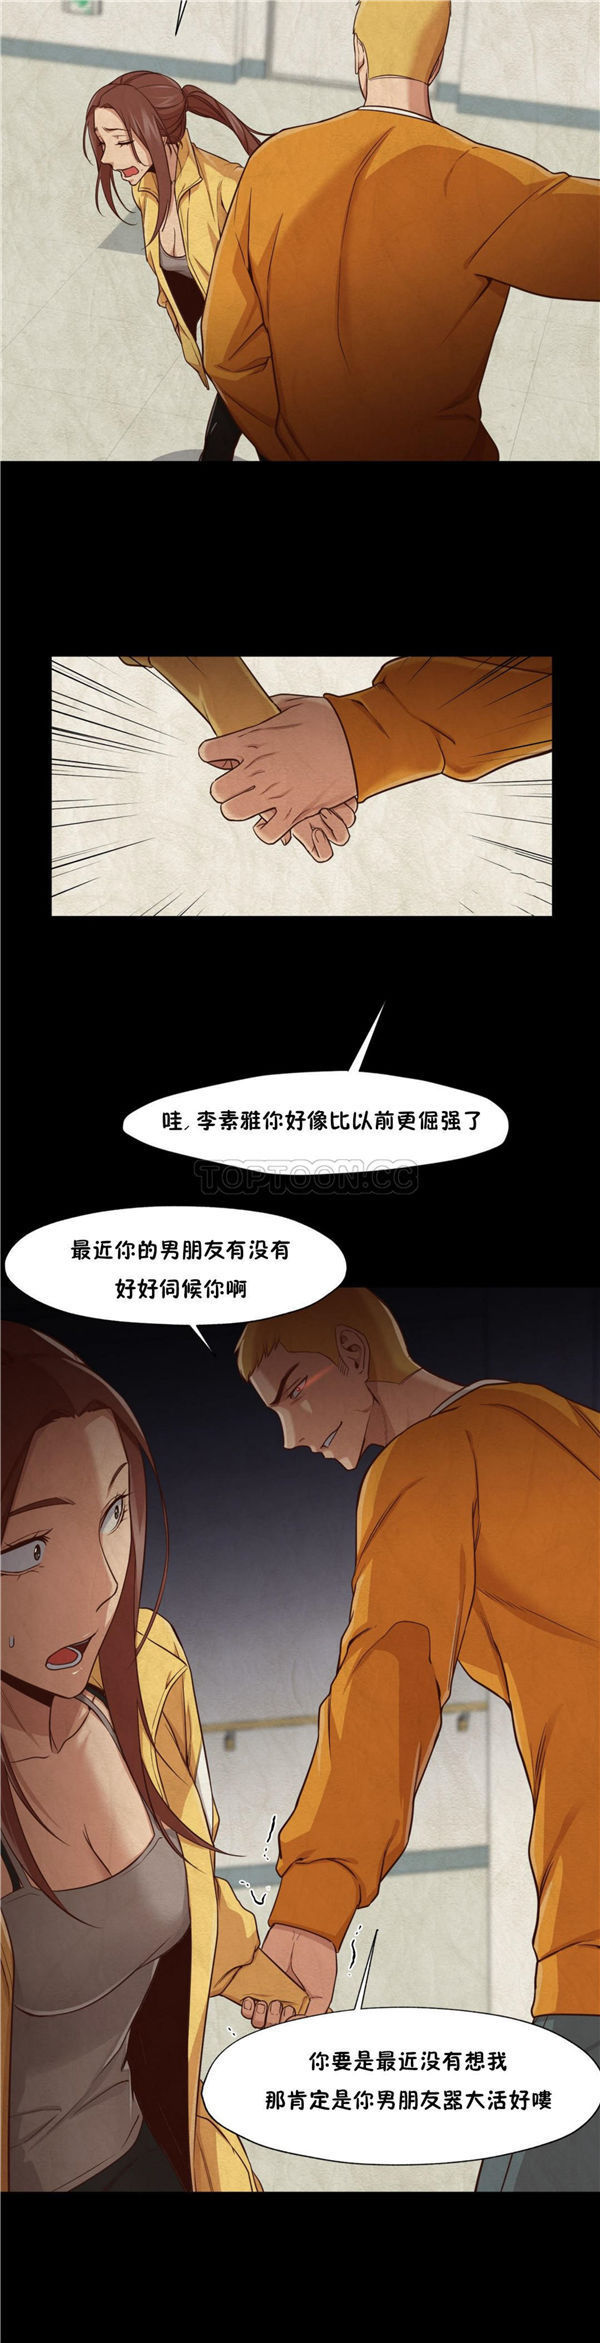 哇, 李素雅你好像比以前更倔强了
TOPTOON.CC
最近你的男朋友有没有
好好伺候你啊
你要是最近没有想我
那肯定是你男朋友器大活好喽